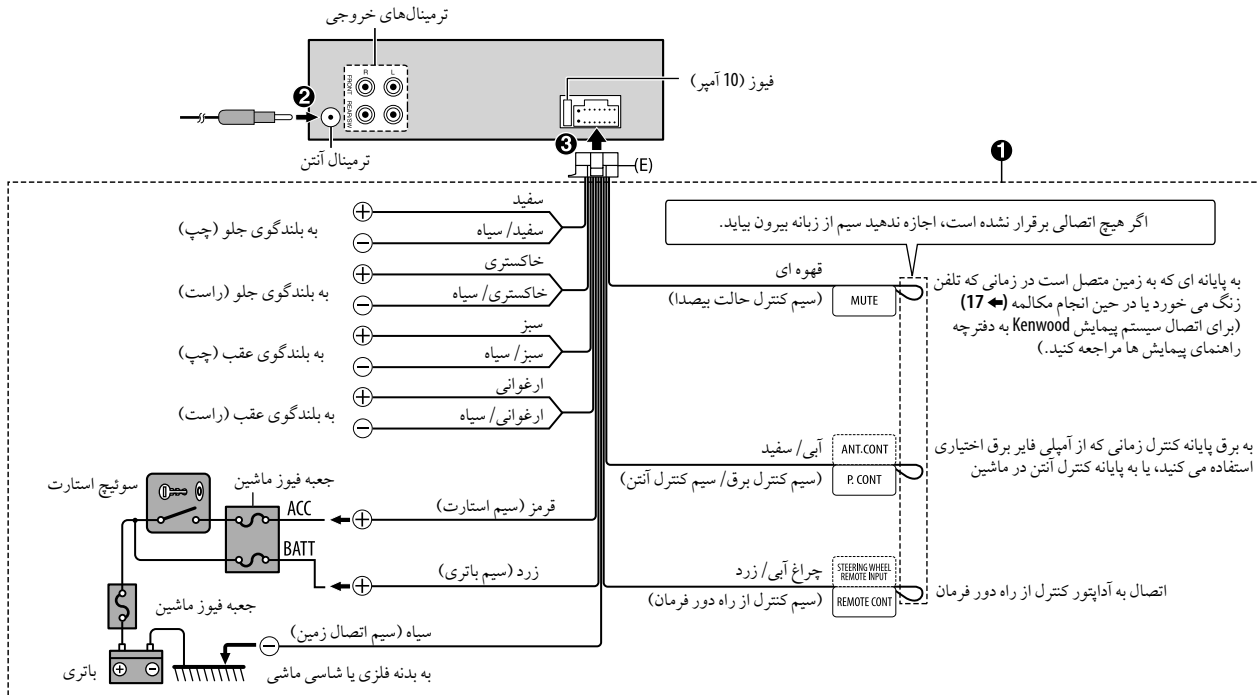 ترمینال‌های خروجی
R
L
FRONT
REAR/SW
فیوز (10 آمپر)
2
3
1
ترمینال آنتن
(E)
سفید
سفید/ سیاه
به بلندگوی جلو (چپ)
خاکستری
خاکستری/ سیاه
به بلندگوی جلو (راست)
سبز
سبز/ سیاه
به بلندگوی عقب (چپ)
ارغوانی
ارغوانی/ سیاه
به بلندگوی عقب (راست)
اگر هیچ اتصالی برقرار نشده است، اجازه ندهید سیم از زبانه بیرون بیاید.
قهوه ای
(سیم کنترل حالت بیصدا)
MUTE
به پایانه ای که به زمین متصل است در زمانی که تلفن
زنگ می خورد یا در حین انجام مکالمه (➜ 17)
(برای اتصال سیستم پیمایش Kenwood به دفترچه
راهنمای پیمایش ها مراجعه کنید.)
آبی/ سفید
(سیم کنترل برق/ سیم کنترل آنتن)
ANT.CONT
P. CONT
به برق پایانه کنترل زمانی که از آمپلی فایر برق اختیاری
استفاده می کنید، یا به پایانه کنترل آنتن در ماشین
چراغ آبی/ زرد
(سیم کنترل از راه دور فرمان)
STEERING WHEEL
REMOTE INPUT
REMOTE CONT
اتصال به آداپتور کنترل از راه دور فرمان
سوئیچ استارت
جعبه فیوز ماشین
ACC
BATT
قرمز (سیم استارت)
زرد (سیم باتری)
جعبه فیوز ماشین
سیاه (سیم اتصال زمین)
به بدنه فلزی یا شاسی ماشی
باتری